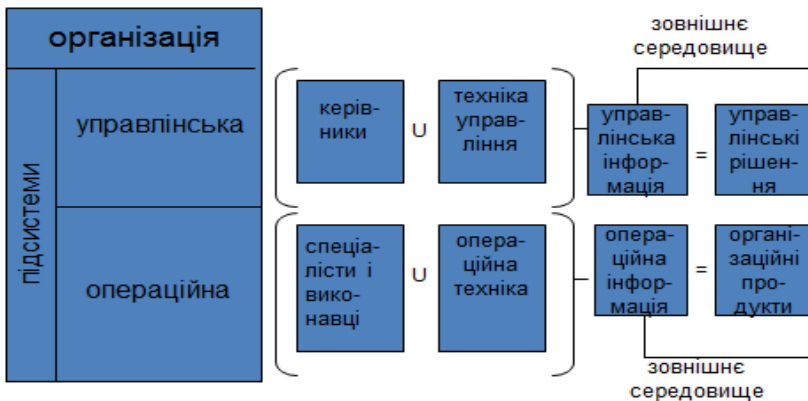 зовнішнє
середовище
організація
підсистеми
управлінська
керів-
ники
U
техніка
управ-
ління
управ-
лінська
інфор-
мація
=
управ-
лінські
рішен-
ня
операційна
спеціа-
лісти і
вико-
навці
U
опера-
ційна
техніка
опера-
ційна
інфор-
мація
=
органі-
заційні
про-
дукти
зовнішнє
середовище